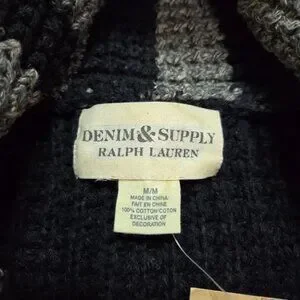 DENIM & SUPPLY
RALPH LAUREN
M/M
MADE IN CHINA
FAIT EN CHINE
100% COTTON/COTON
EXCLUSIVE OF
DECORATION